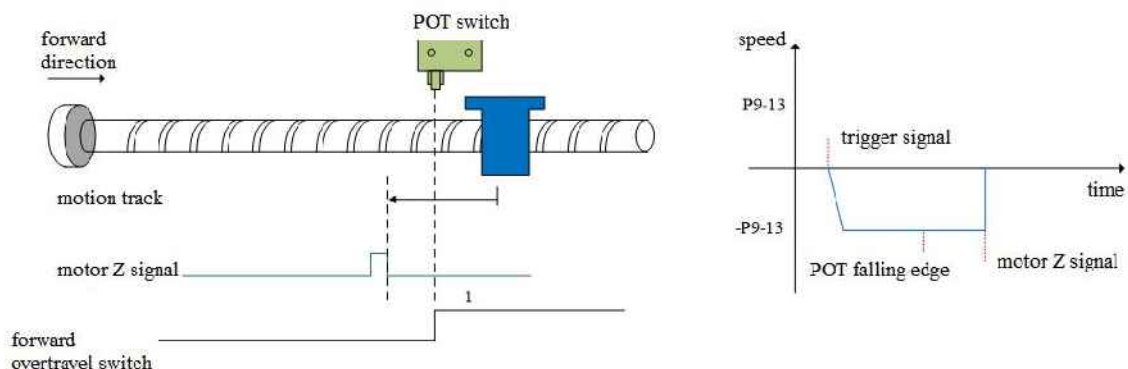 POT switch
forward
direction
motion track
motor Z signal
1
forward
overtravel switch
speed
P9-13
trigger signal
time
-P9-13
POT falling edge
motor Z signal